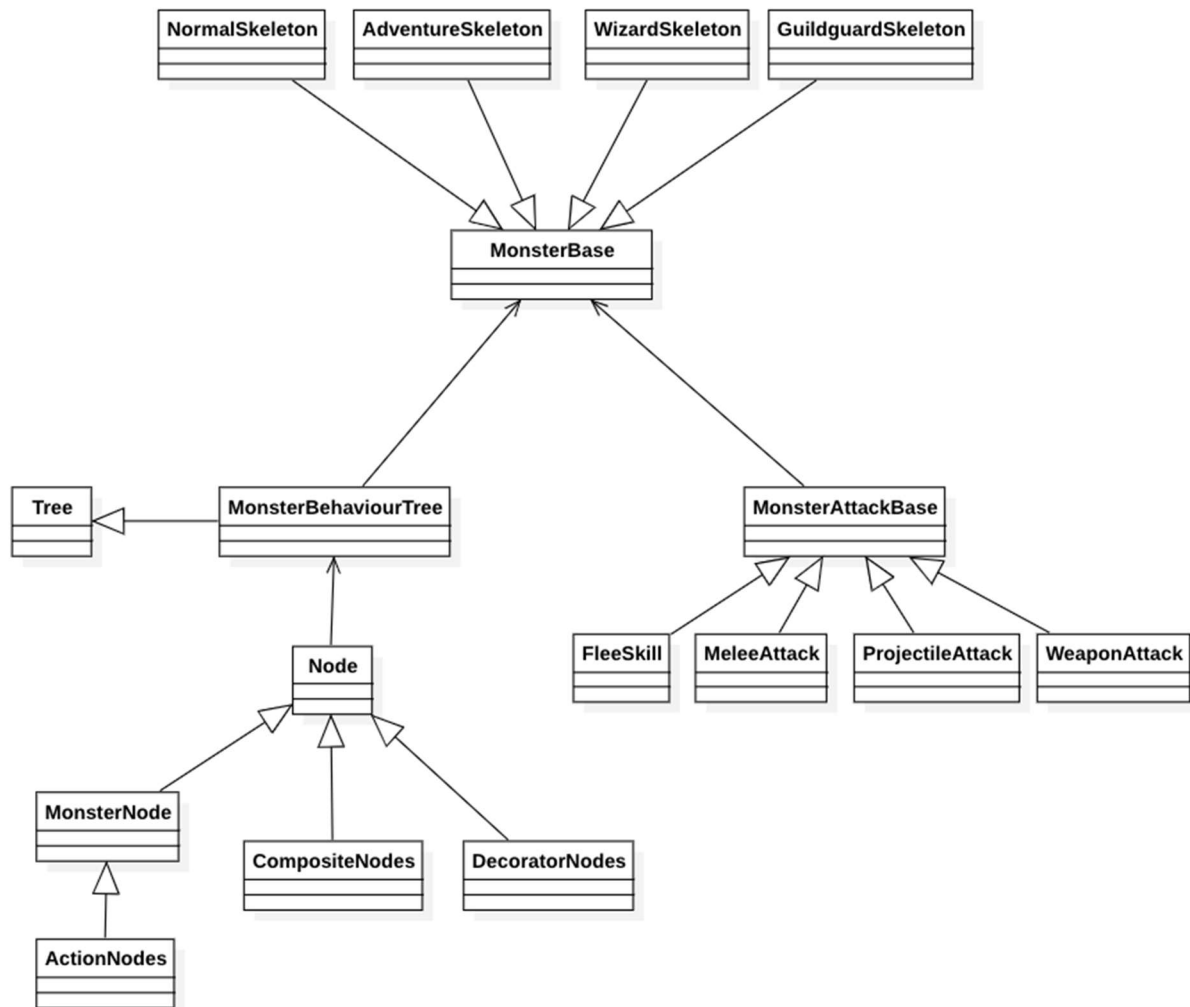 NormalSkeleton
AdventureSkeleton
WizardSkeleton
GuildguardSkeleton
MonsterBase
Tree
MonsterBehaviourTree
MonsterAttackBase
FleeSkill
MeleeAttack
ProjectileAttack
WeaponAttack
Node
MonsterNode
CompositeNodes
DecoratorNodes
ActionNodes